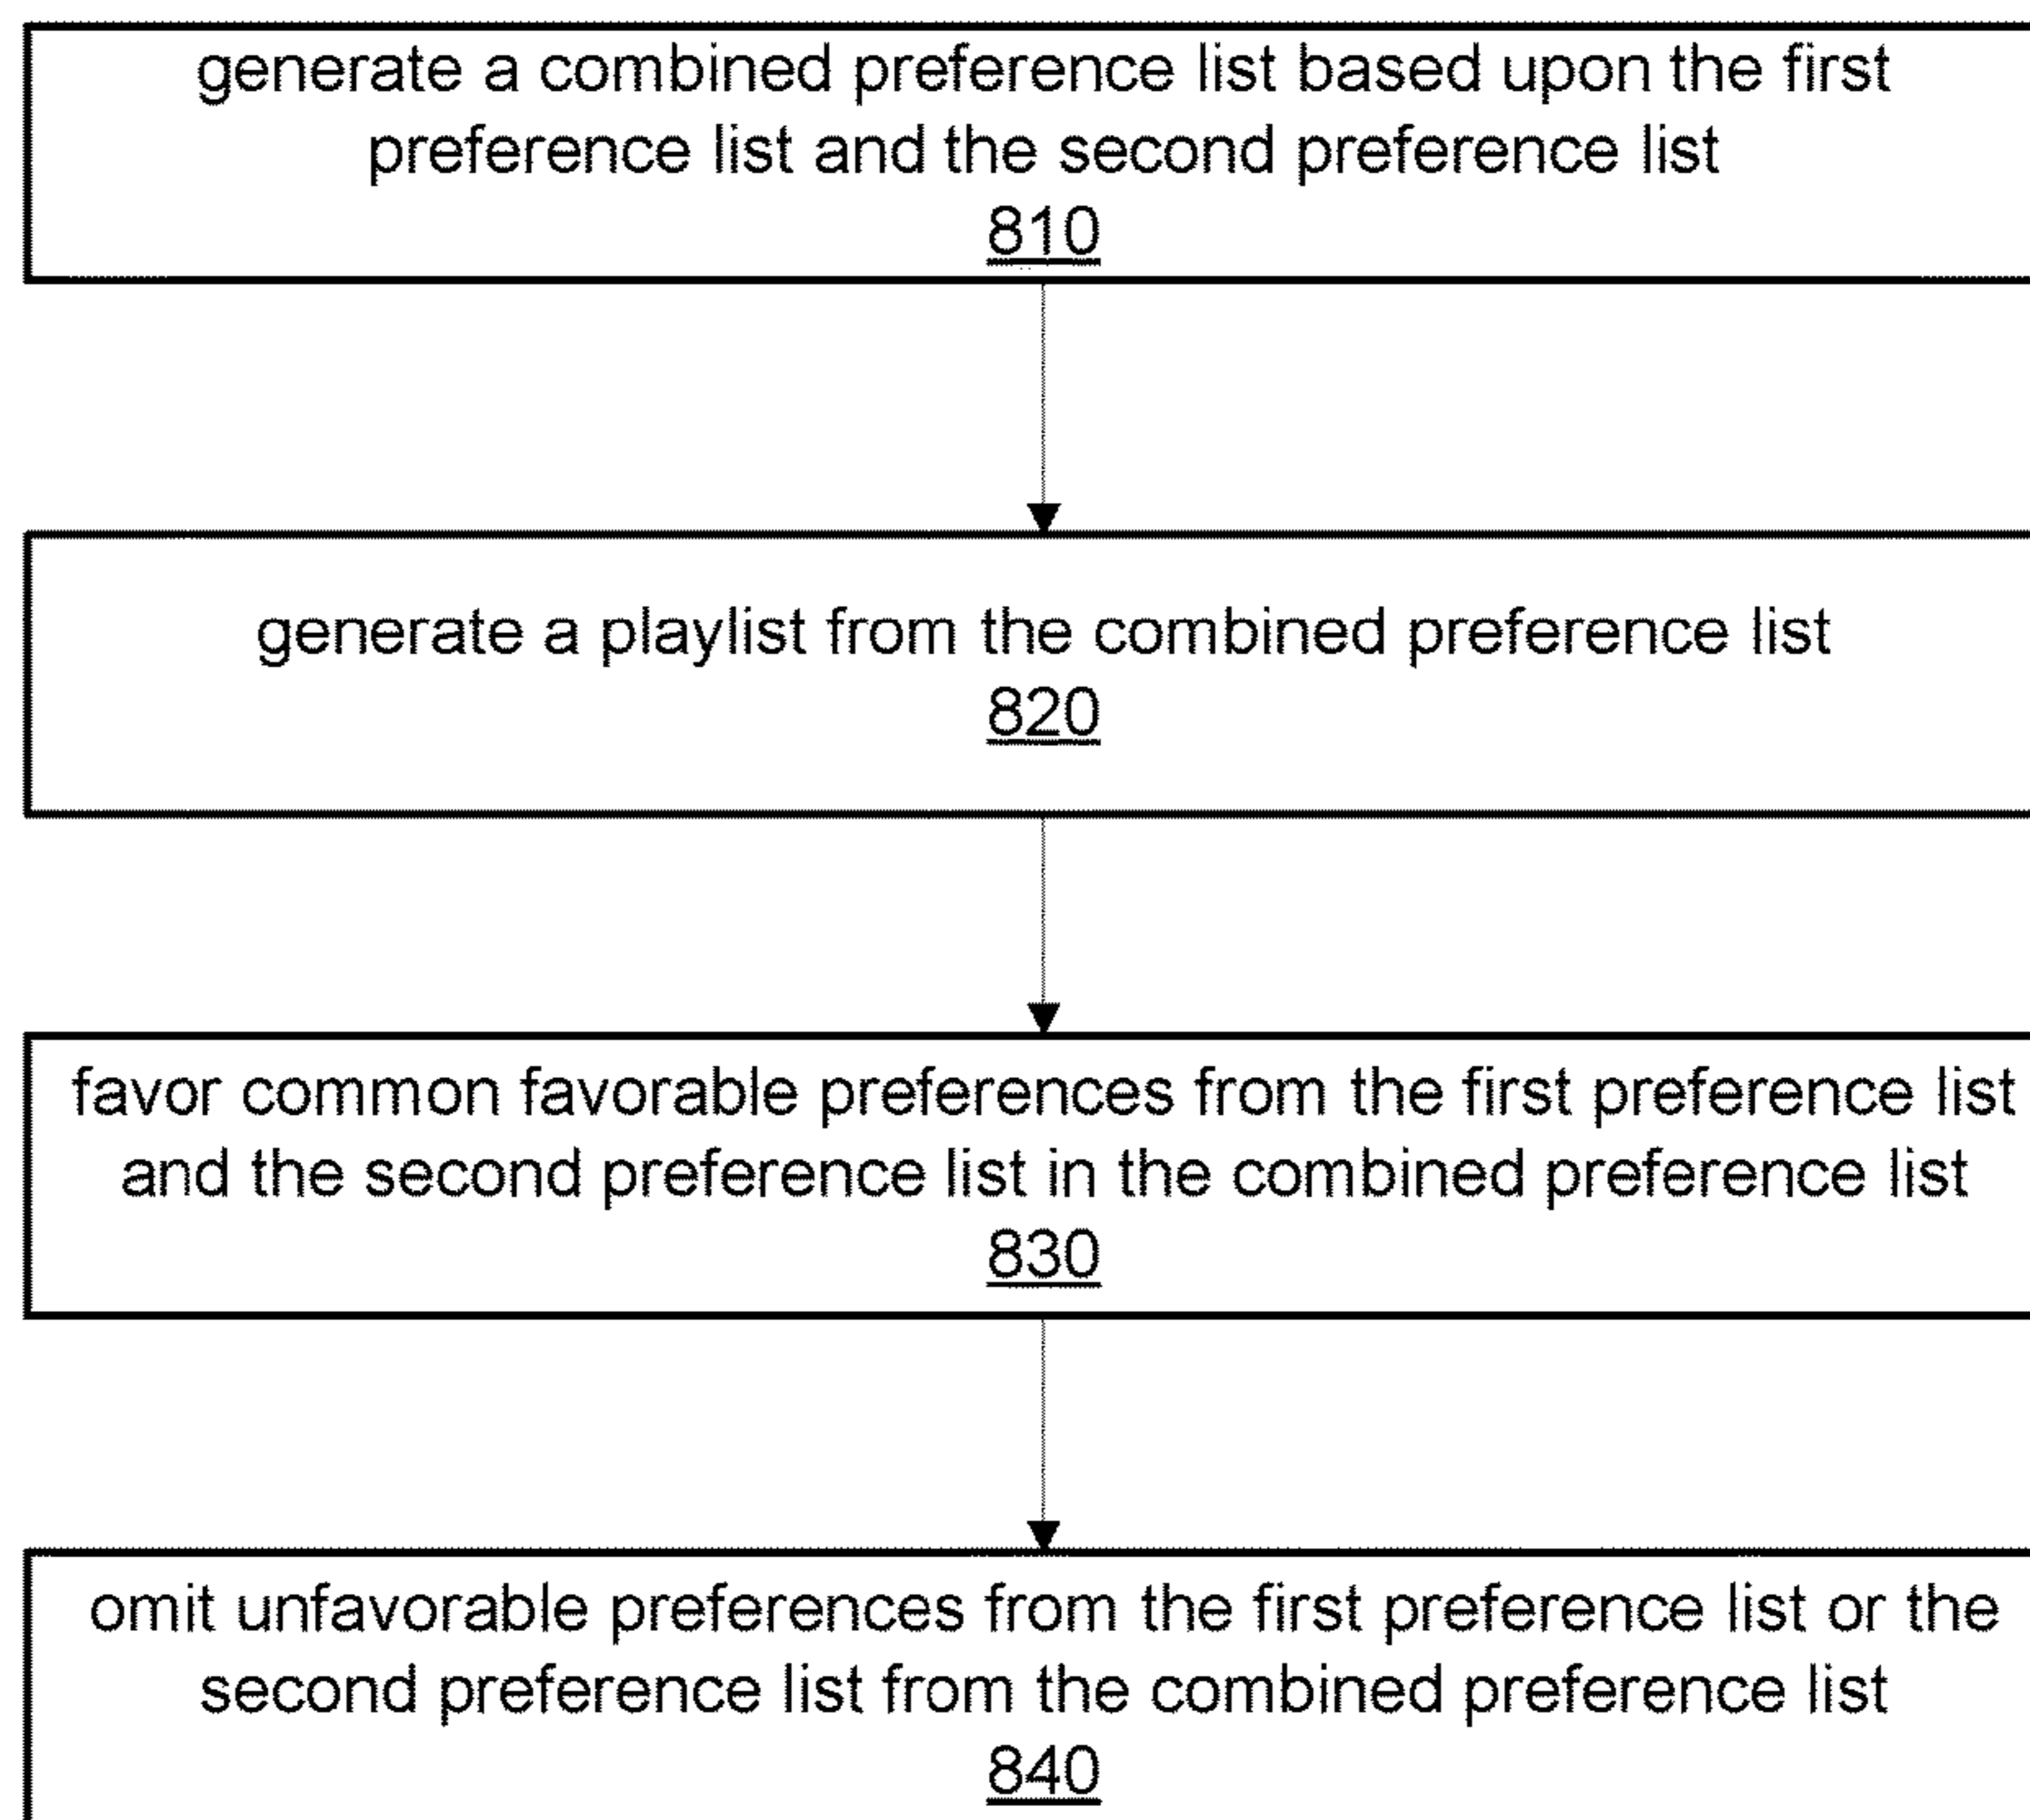 generate a combined preference list based upon the first
preference list and the second preference list
810
generate a playlist from the combined preference list
820
favor common favorable preferences from the first preference list
and the second preference list in the combined preference list
830
omit unfavorable preferences from the first preference list or the
second preference list from the combined preference list
840